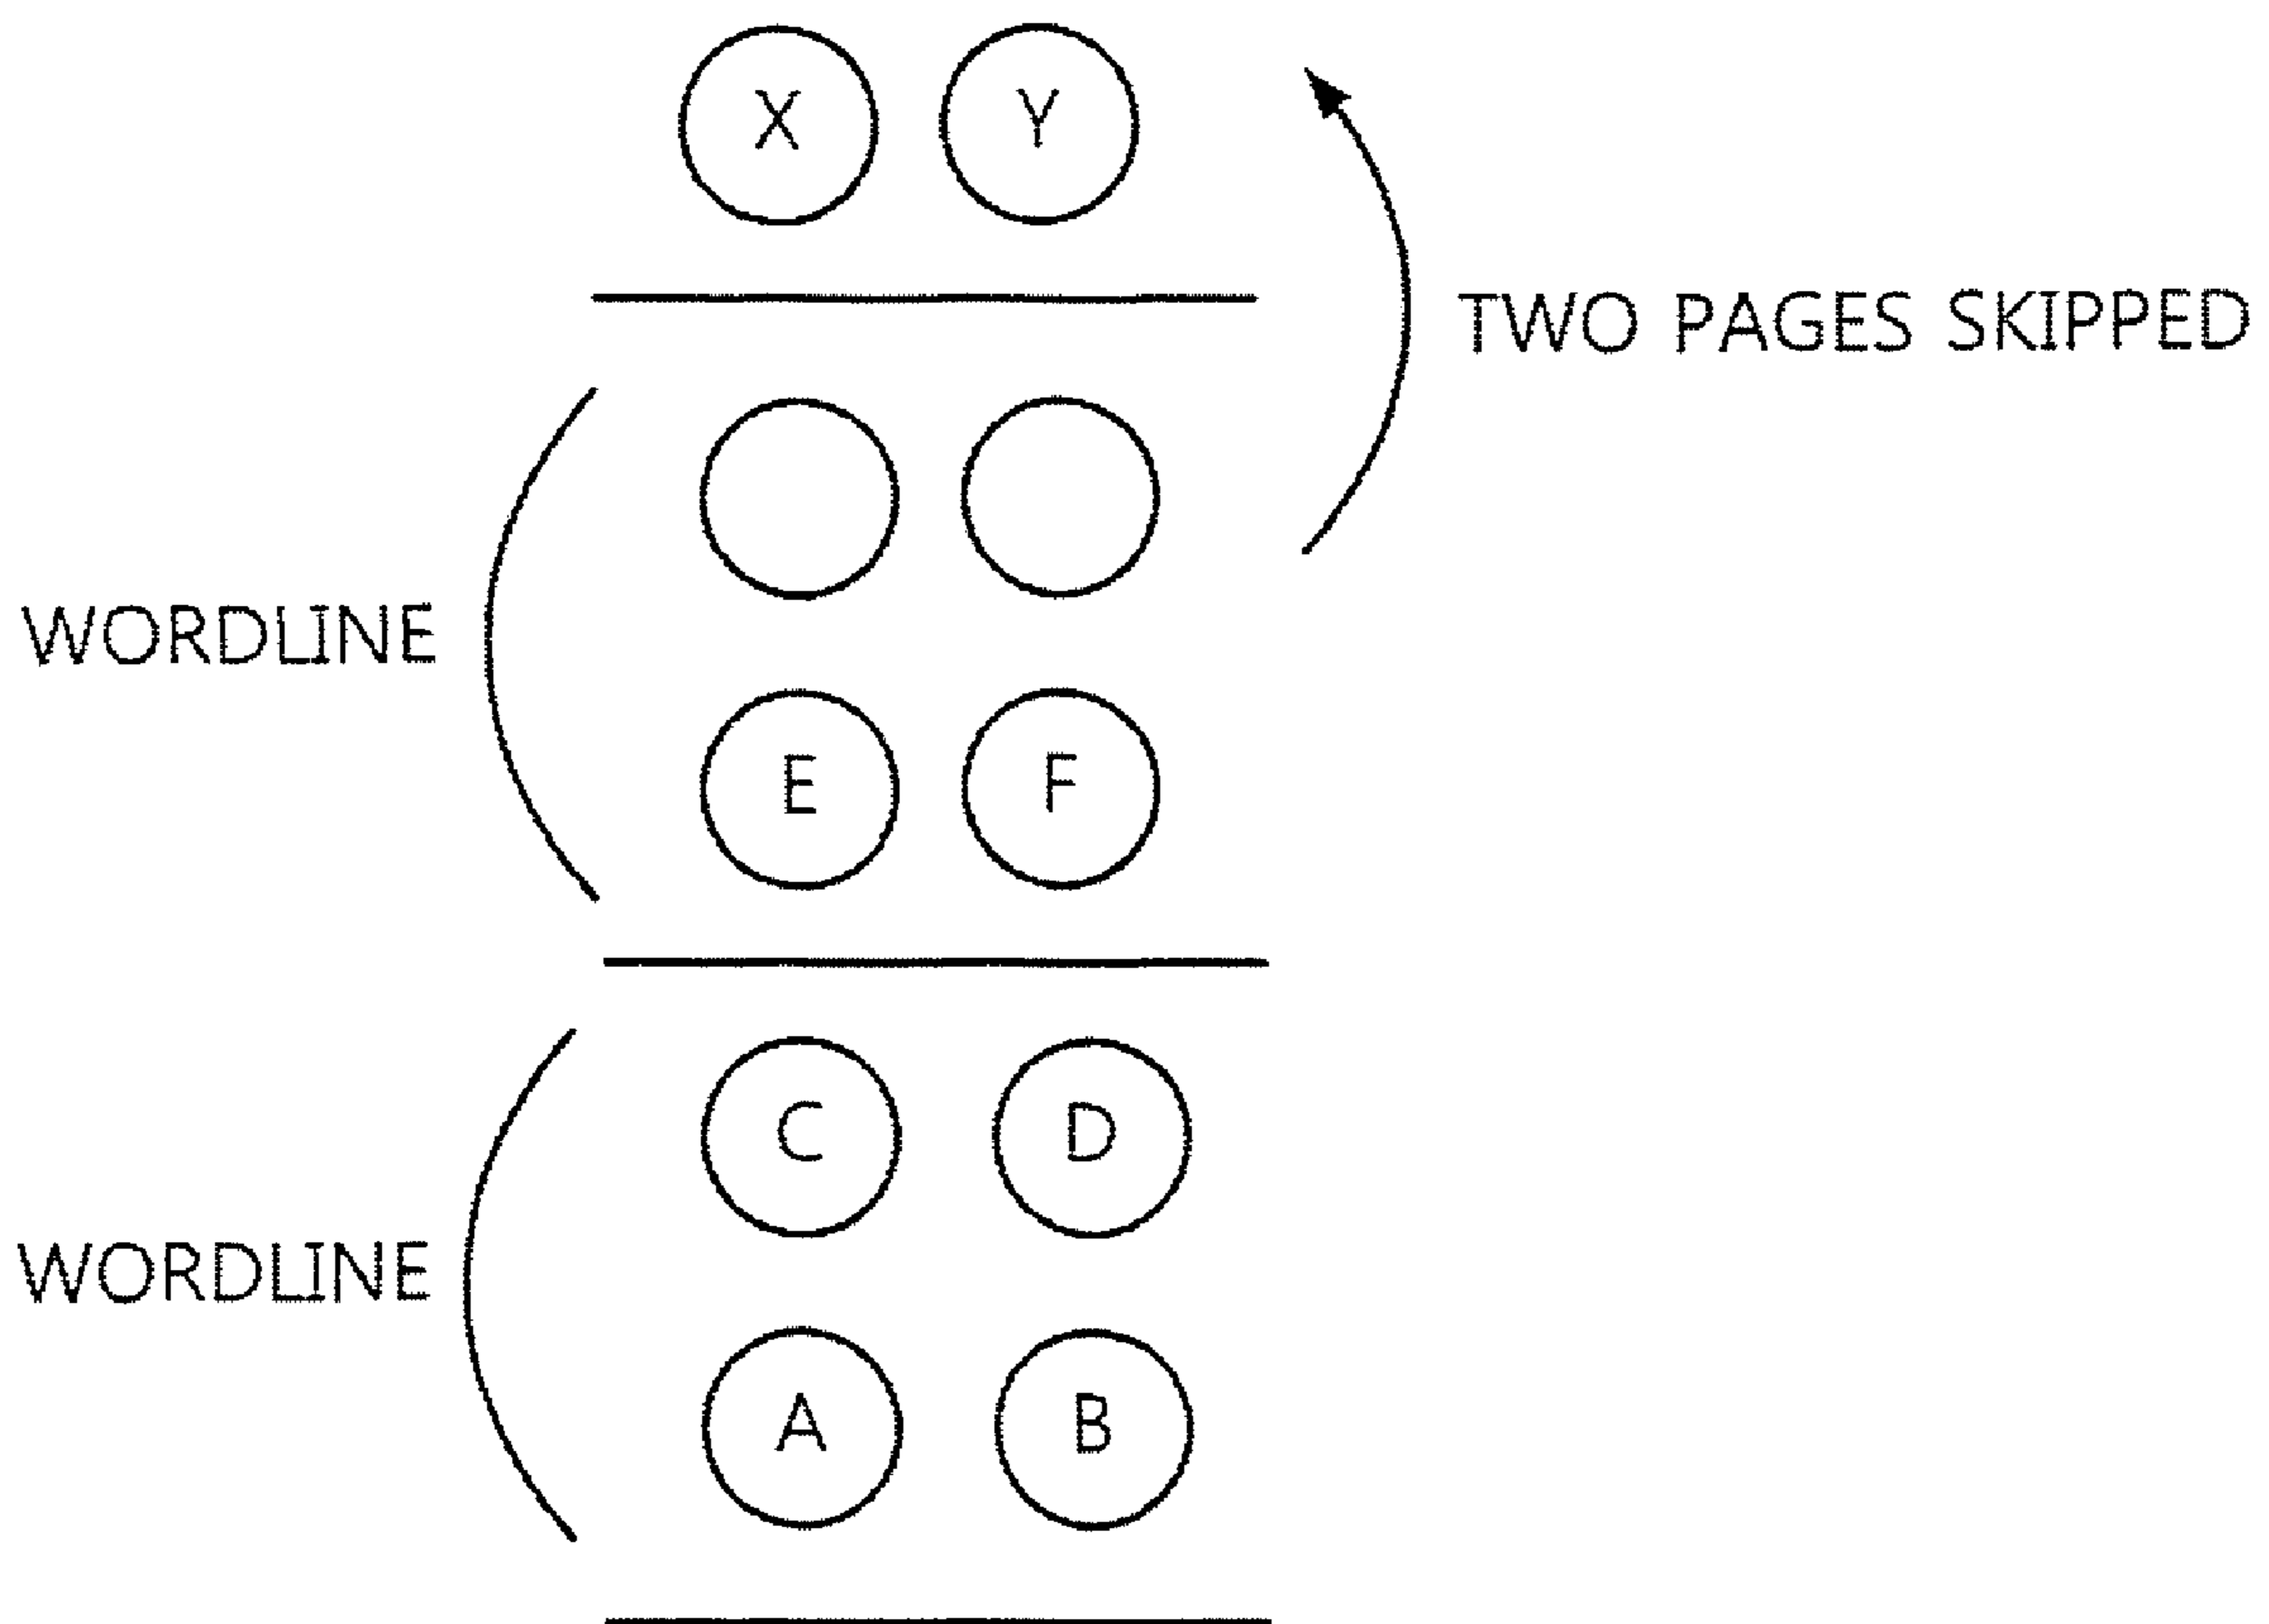 X Y
TWO PAGES SKIPPED
WORDLINE
E F
C D
WORDLINE
A B